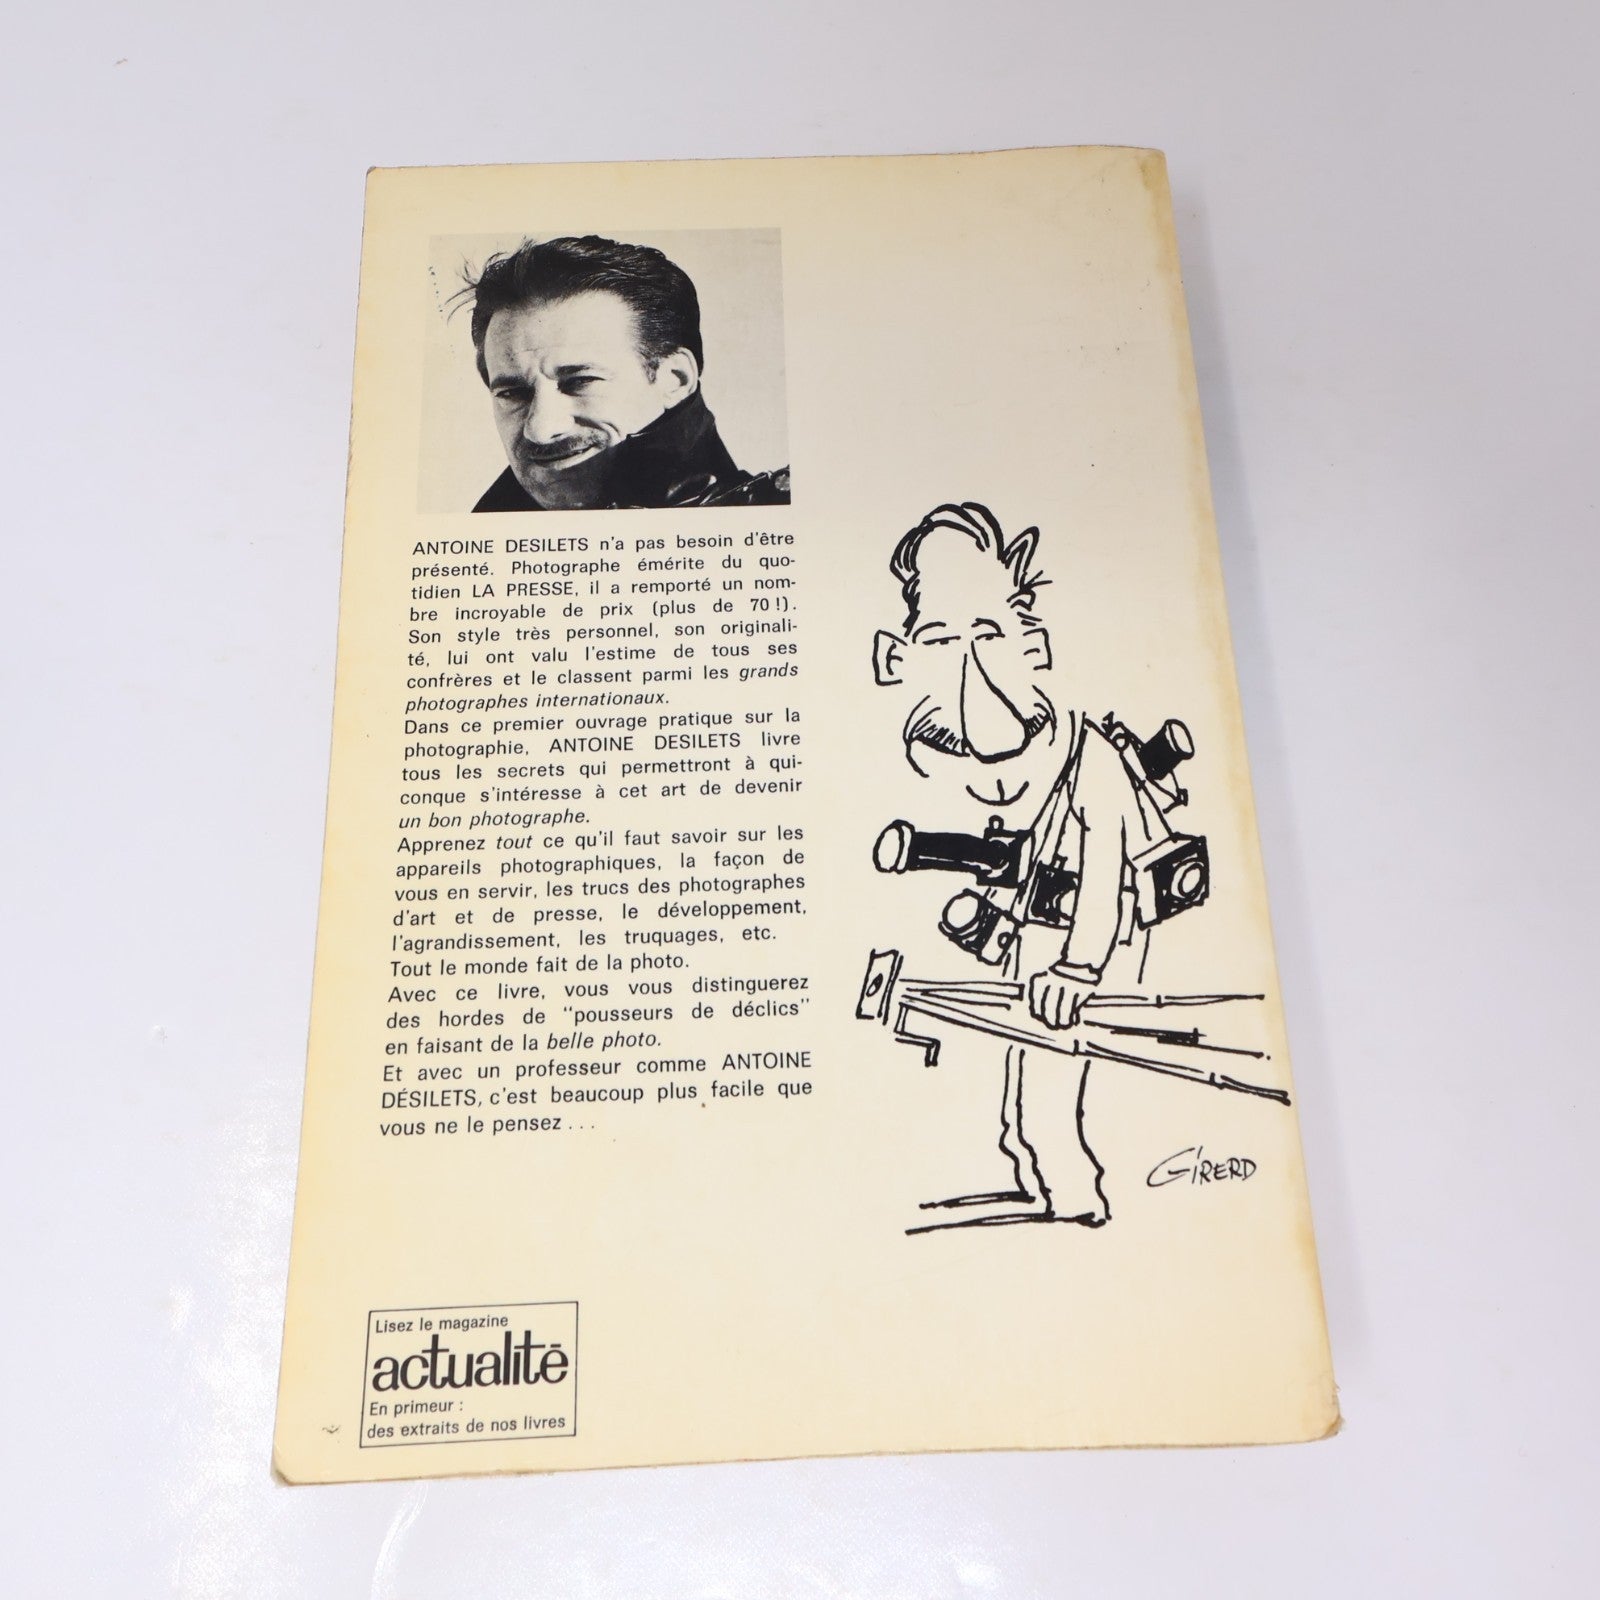 ANTOINE DESILETS n'a pas besoin d'être
présenté. Photographe émérite du quo-
tidien LA PRESSE, il a remporté un nom-
bre incroyable de prix (plus de 70!).
Son style très personnel, son originali-
té, lui ont valu l'estime de tous ses
confrères et le classent parmi les grands
photographes internationaux.
Dans ce premier ouvrage pratique sur la
photographie, ANTOINE DESILETS livre
tous les secrets qui permettront à qui-
conque s'intéresse à cet art de devenir
un bon photographe.
Apprenez tout ce qu'il faut savoir sur les
appareils photographiques, la façon de
vous en servir, les trucs des photographes
d'art et de presse, le développement,
l'agrandissement, les truquages, etc.
Tout le monde fait de la photo.
Avec ce livre, vous vous distinguerez
des hordes de "pousseurs de déclics"
en faisant de la belle photo.
Et avec un professeur comme ANTOINE
DÉSILETS, c'est beaucoup plus facile que
vous ne le pensez...
GIRERD
Lisez le magazine
actualité
En primeur :
des extraits de nos livres